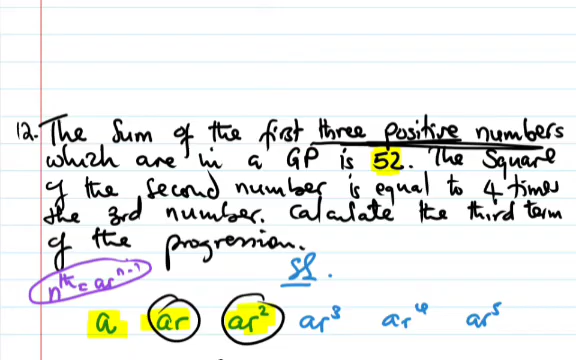 12. The Sum of the first three positive numbers
which are in a GP is 52. The Square
of the second number is equal to 4 times
the 3rd number. Calculate the third term
of the progression.
nth = ar^n-1
a ar ar² ar³ ar⁴ ar⁵